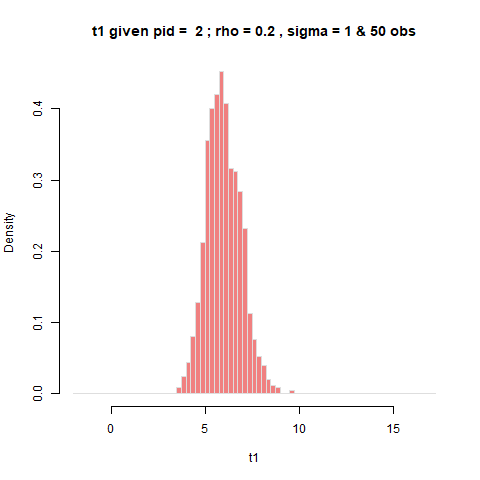 t1 given pid =  2 ; rho = 0.2 , sigma = 1 & 50 obs
Density
0.4
0.3
0.2
0.1
0.0
0 5 10 15
t1